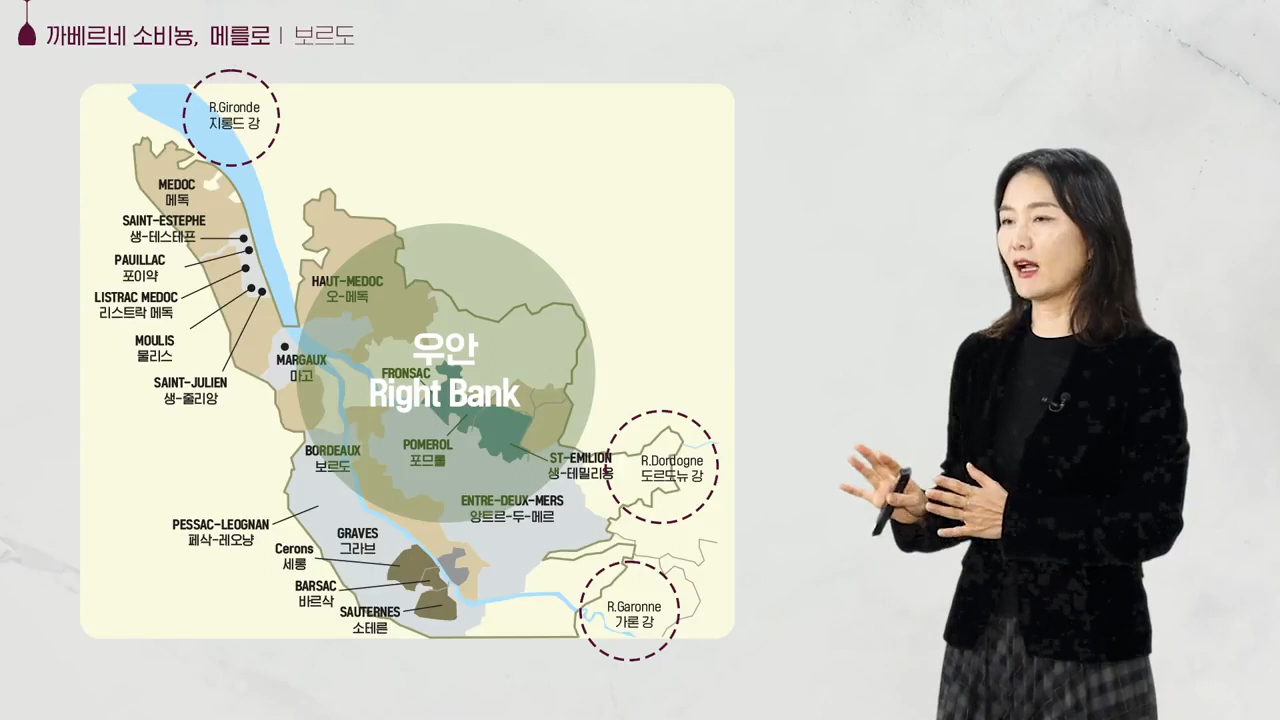 까베르네 소비뇽, 메를로 | 보르도
R.Gironde
지롱드 강
MEDOC
메독
SAINT-ESTEPHE
생-테스테프
PAUILLAC
포이약
LISTRAC MEDOC
리스트락 메독
MOULIS
물리스
SAINT-JULIEN
생-줄리앙
HAUT-MEDOC
오-메독
MARGAUX
마고
우안
Right Bank
FRONSAC
POMEROL
포므롤
ST-EMILION
생-테밀리옹
R.Dordogne
도르도뉴 강
BORDEAUX
보르도
ENTRE-DEUX-MERS
앙트르-두-메르
PESSAC-LEOGNAN
페삭-레오냥
GRAVES
그라브
Cerons
세롱
BARSAC
바르삭
SAUTERNES
소테른
R.Garonne
가론 강